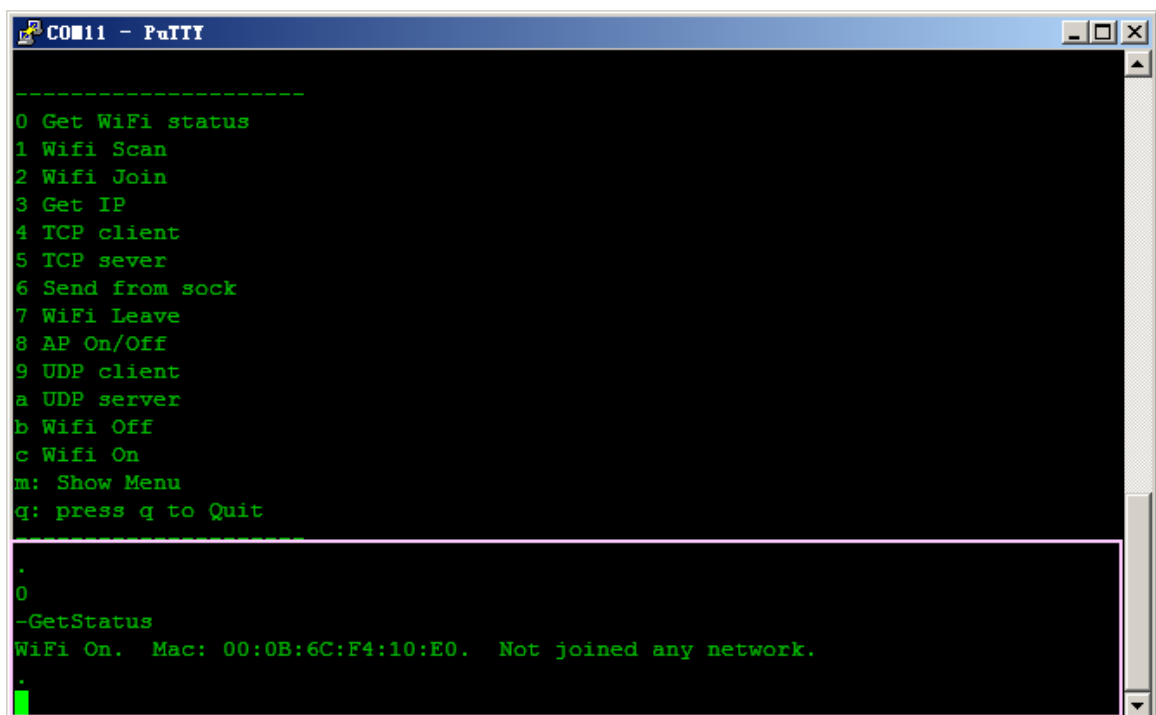 COM11 - PuTTY
---------------------
0 Get WiFi status
1 Wifi Scan
2 Wifi Join
3 Get IP
4 TCP client
5 TCP sever
6 Send from sock
7 WiFi Leave
8 AP On/Off
9 UDP client
a UDP server
b Wifi Off
c Wifi On
m: Show Menu
q: press q to Quit
---------------------
.
0
-GetStatus
WiFi On.  Mac: 00:0B:6C:F4:10:E0.  Not joined any network.
.